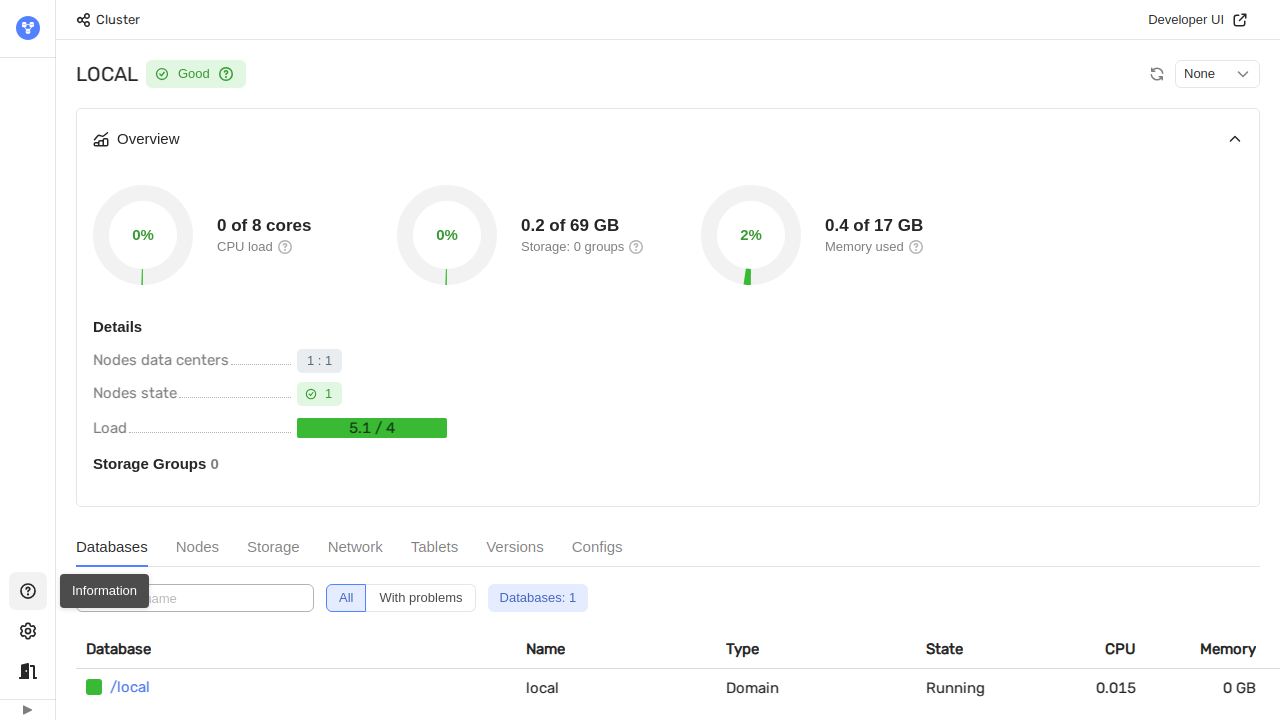 Cluster
Developer UI
LOCAL
Good
None
Overview
0%
0 of 8 cores
CPU load
0%
0.2 of 69 GB
Storage: 0 groups
2%
0.4 of 17 GB
Memory used
Details
Nodes data centers
1 : 1
Nodes state
1
Load
5.1 / 4
Storage Groups 0
Databases
Nodes
Storage
Network
Tablets
Versions
Configs
Information
name
All
With problems
Databases: 1
Database
Name
Type
State
CPU
Memory
/local
local
Domain
Running
0.015
0 GB